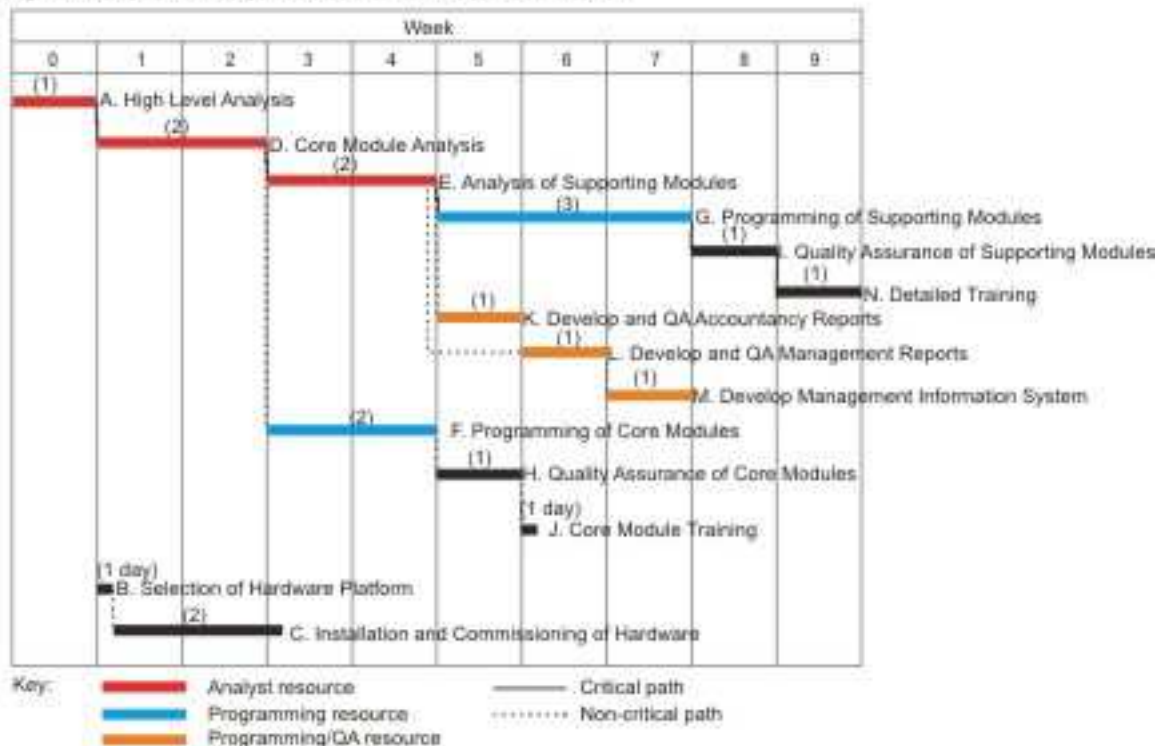 Week
0 1 2 3 4 5 6 7 8 9
(1)
A. High Level Analysis
(2)
D. Core Module Analysis
(2)
E. Analysis of Supporting Modules
(3)
G. Programming of Supporting Modules
(1)
I. Quality Assurance of Supporting Modules
(1)
N. Detailed Training
(1)
K. Develop and QA Accountancy Reports
(1)
L. Develop and QA Management Reports
(1)
M. Develop Management Information System
(2)
F. Programming of Core Modules
(1)
H. Quality Assurance of Core Modules
(1 day)
J. Core Module Training
(1 day)
B. Selection of Hardware Platform
(2)
C. Installation and Commissioning of Hardware
Key:
Analyst resource
Critical path
Programming resource
Non-critical path
Programming/QA resource